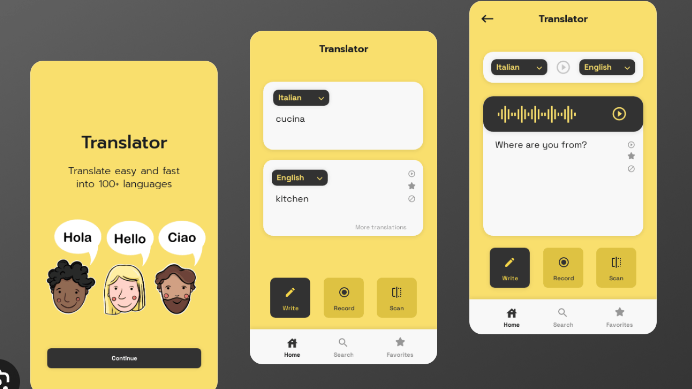 Translator
Translate easy and fast
into 100+ languages
Hola
Hello
Ciao
Continue
Translator
Italian
cucina
English
kitchen
More translations
Write
Record
Scan
Home
Search
Favorites
Translator
Italian
English
Where are you from?
Write
Record
Scan
Home
Search
Favorites